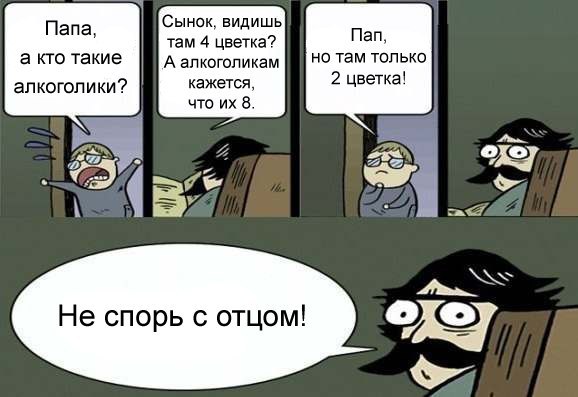 Папа,
а кто такие
алкоголики?
Сынок, видишь
там 4 цветка?
А алкоголикам
кажется,
что их 8.
Пап,
но там только
2 цветка!
Не спорь с отцом!